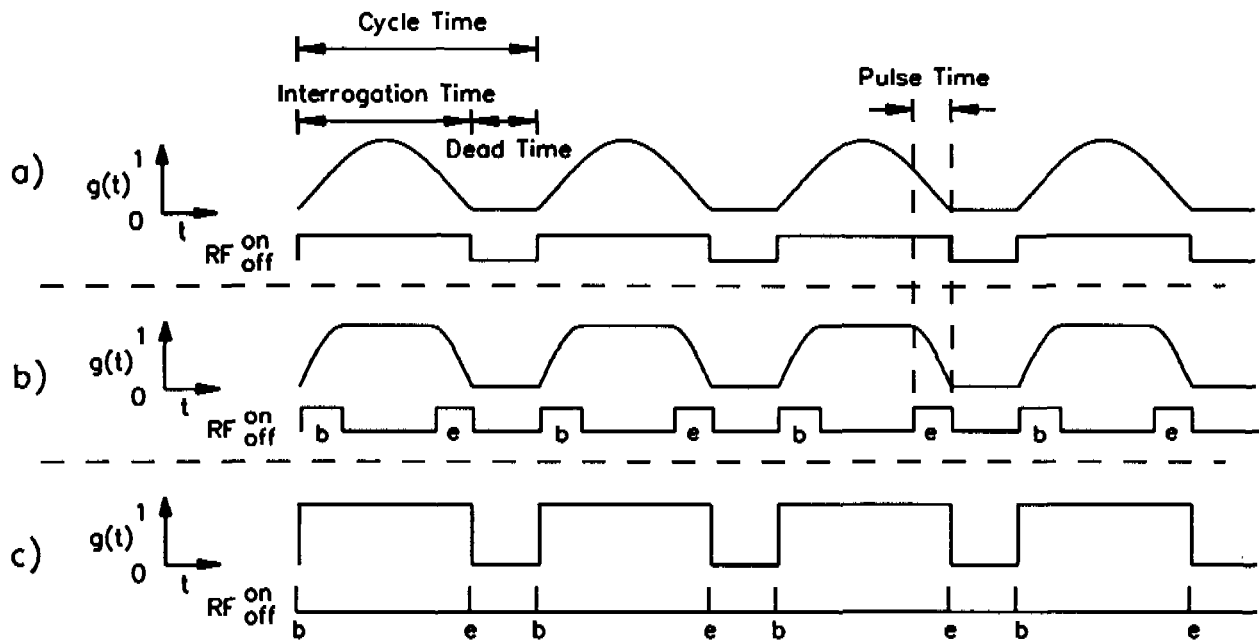 Cycle Time
Interrogation Time
Pulse Time
Dead Time
a)
1
g(t)
0
t
RF on
off
b)
1
g(t)
0
t
RF on
off
b e b e b e b e
c)
1
g(t)
0
t
RF on
off
b e b e b e b e